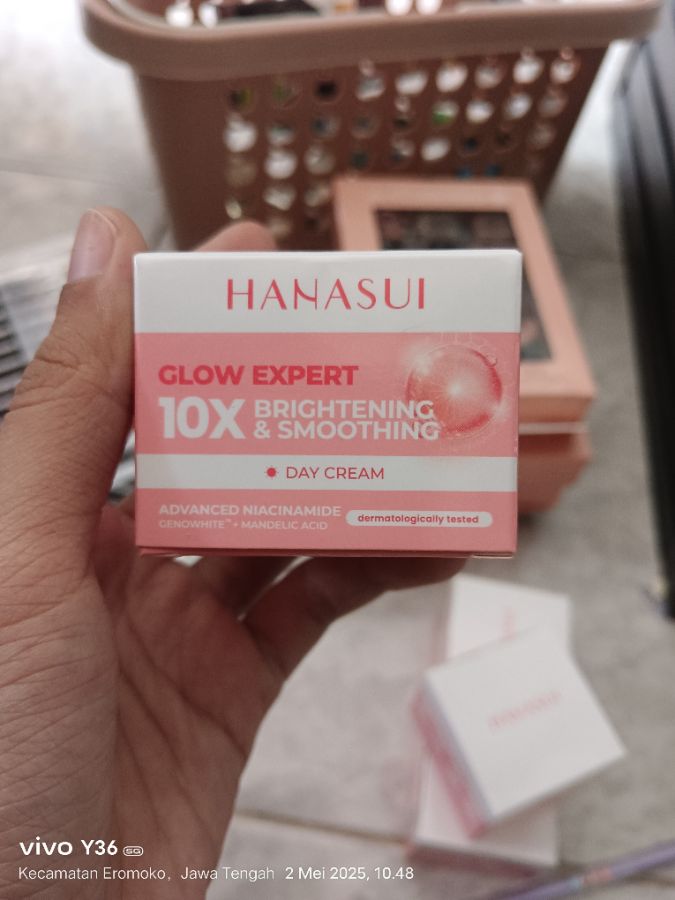 HANASUI
GLOW EXPERT
10X BRIGHTENING
& SMOOTHING
DAY CREAM
ADVANCED NIACINAMIDE
GENOWHITE™ + MANDELIC ACID
dermatologically tested
HANASUI
vivo Y36 5G
Kecamatan Eromoko, Jawa Tengah 2 Mei 2025, 10.48